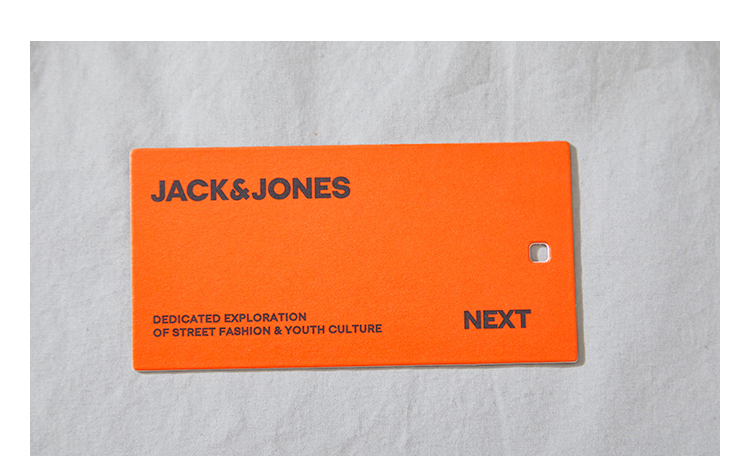 JACK&JONES
DEDICATED EXPLORATION
OF STREET FASHION & YOUTH CULTURE
NEXT